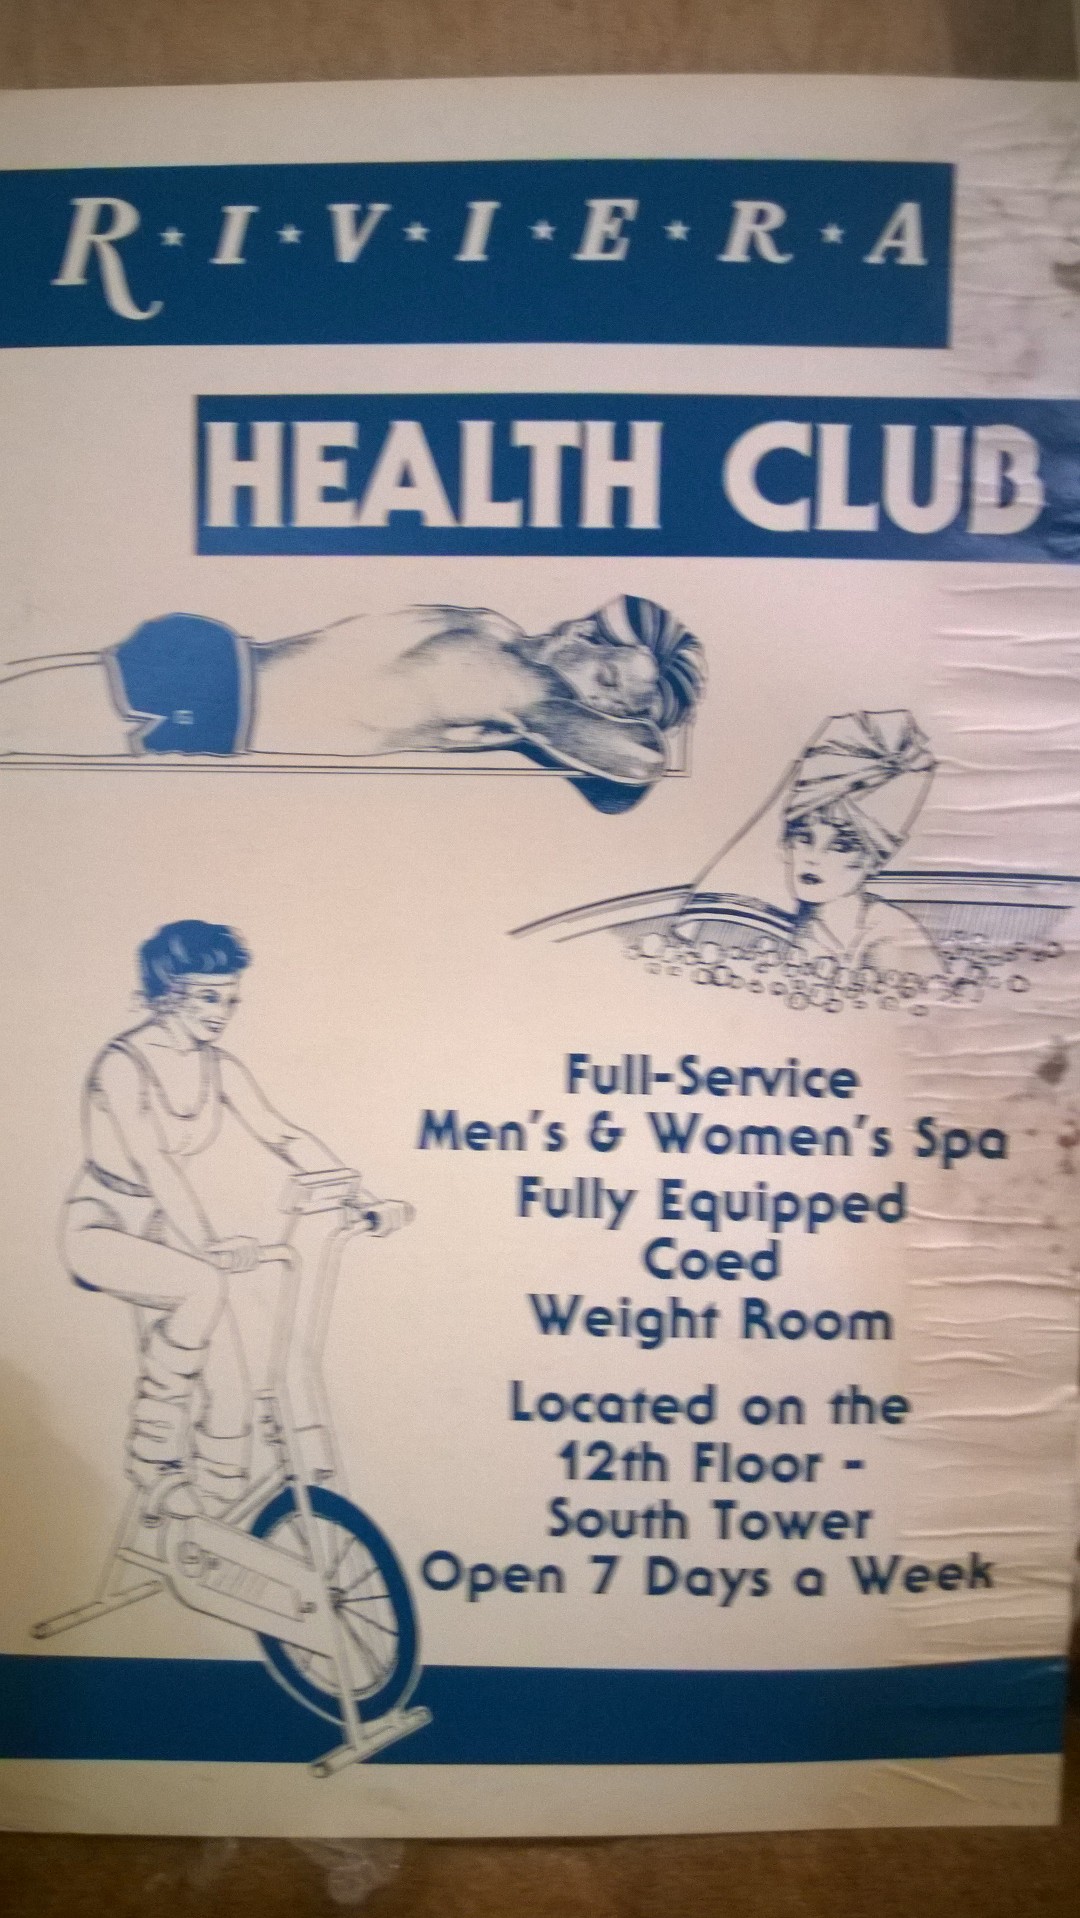 R★I★V★I★E★R★A
HEALTH CLUB
Full-Service
Men's & Women's Spa
Fully Equipped
Coed
Weight Room
Located on the
12th Floor -
South Tower
Open 7 Days a Week